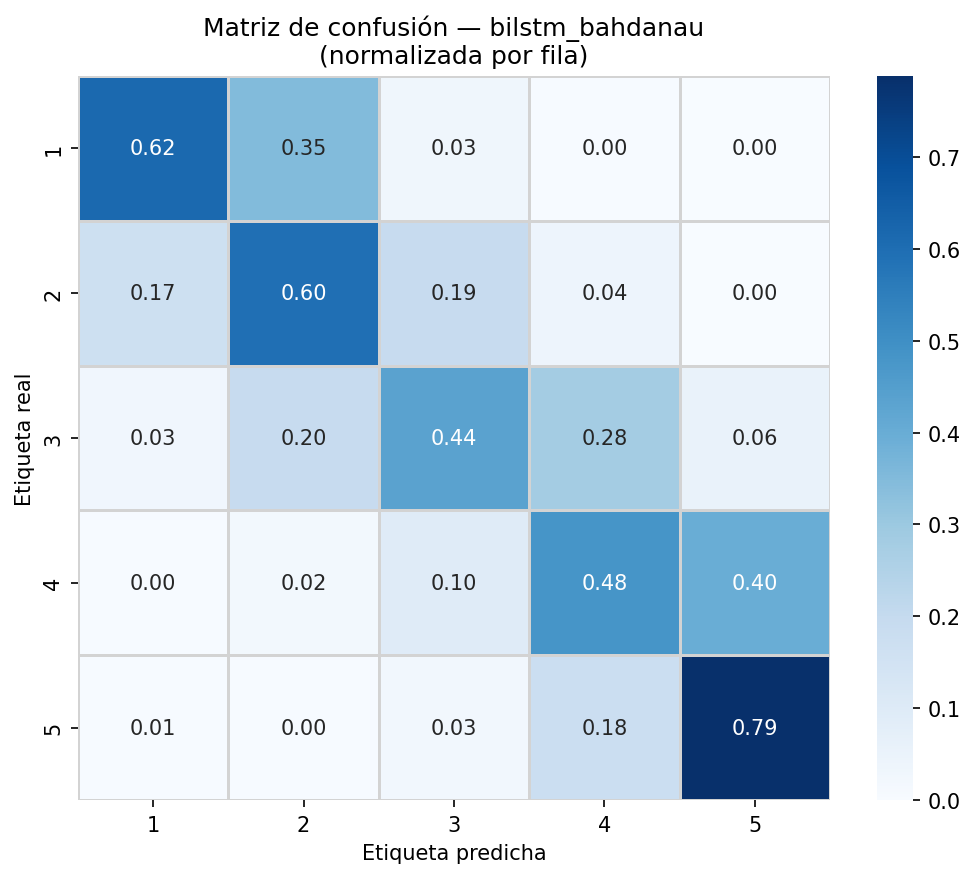 Matriz de confusión — bilstm_bahdanau
(normalizada por fila)
Etiqueta real
1
0.62 0.35 0.03 0.00 0.00
2
0.17 0.60 0.19 0.04 0.00
3
0.03 0.20 0.44 0.28 0.06
4
0.00 0.02 0.10 0.48 0.40
5
0.01 0.00 0.03 0.18 0.79
1 2 3 4 5
Etiqueta predicha
0.7
0.6
0.5
0.4
0.3
0.2
0.1
0.0